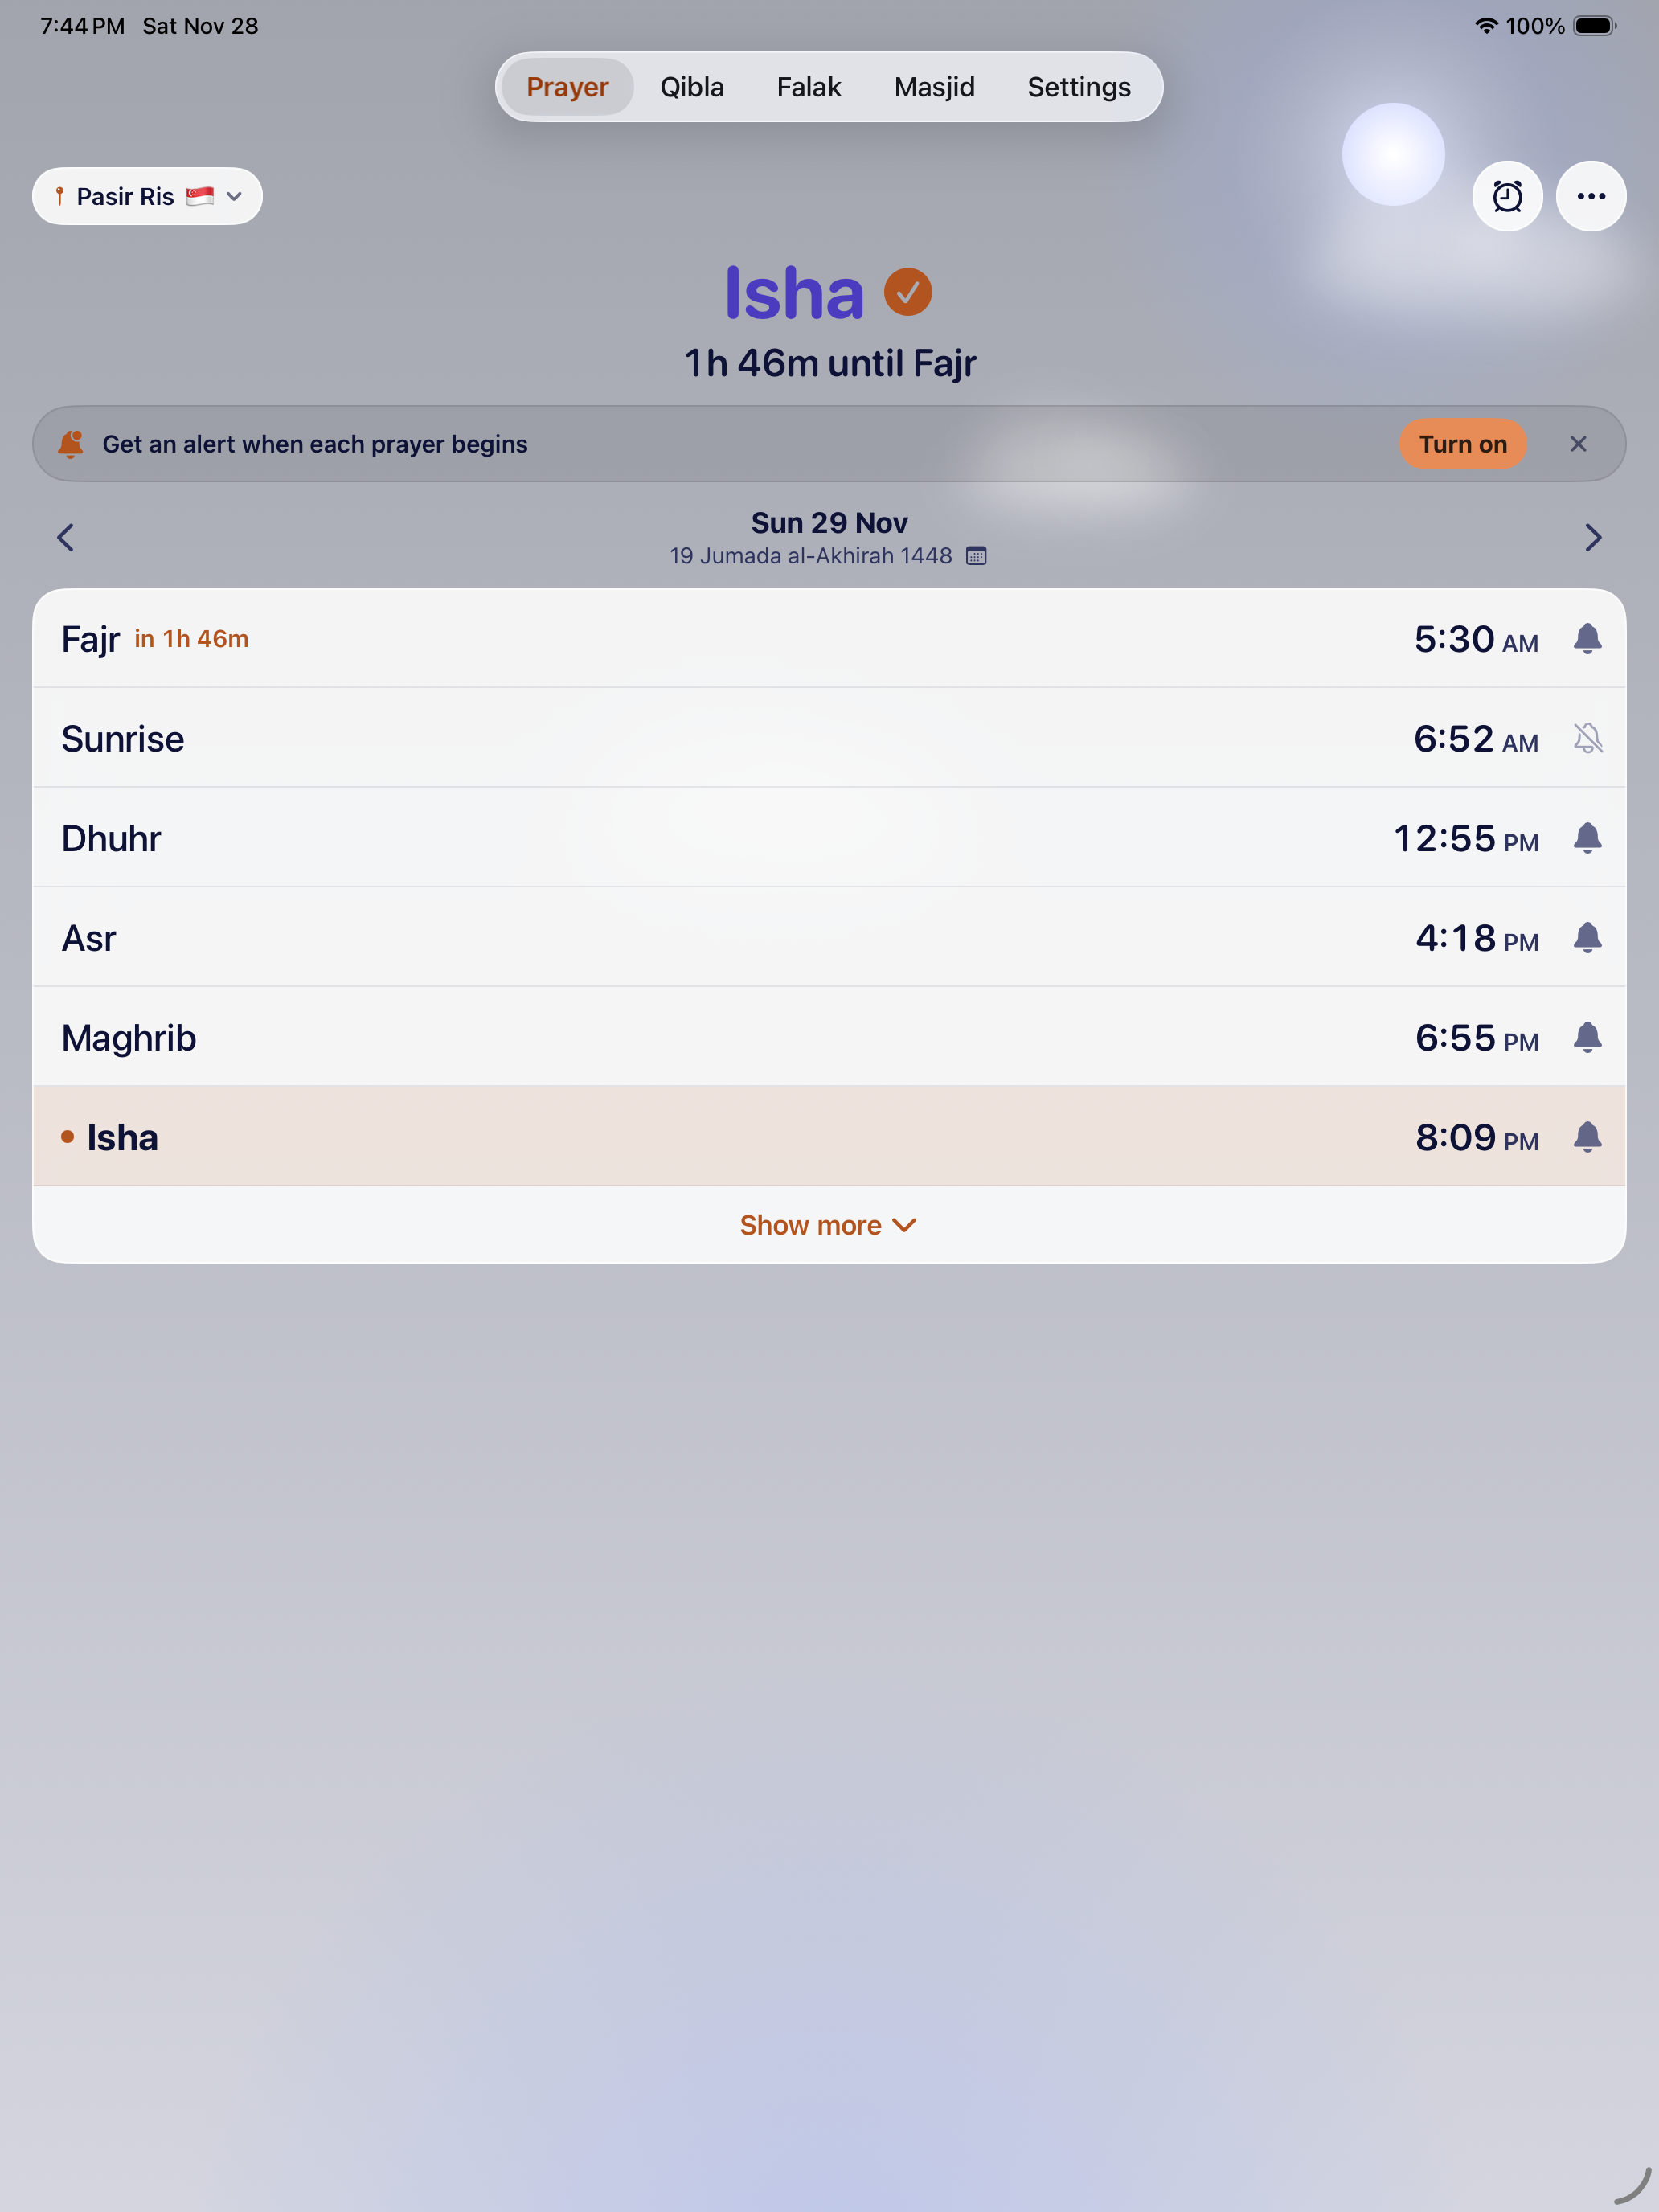 7:44 PM Sat Nov 28
100%
Prayer Qibla Falak Masjid Settings
Pasir Ris 🇸🇬
Isha
1h 46m until Fajr
Get an alert when each prayer begins Turn on
Sun 29 Nov
19 Jumada al-Akhirah 1448
Fajr in 1h 46m 5:30 AM
Sunrise 6:52 AM
Dhuhr 12:55 PM
Asr 4:18 PM
Maghrib 6:55 PM
Isha 8:09 PM
Show more